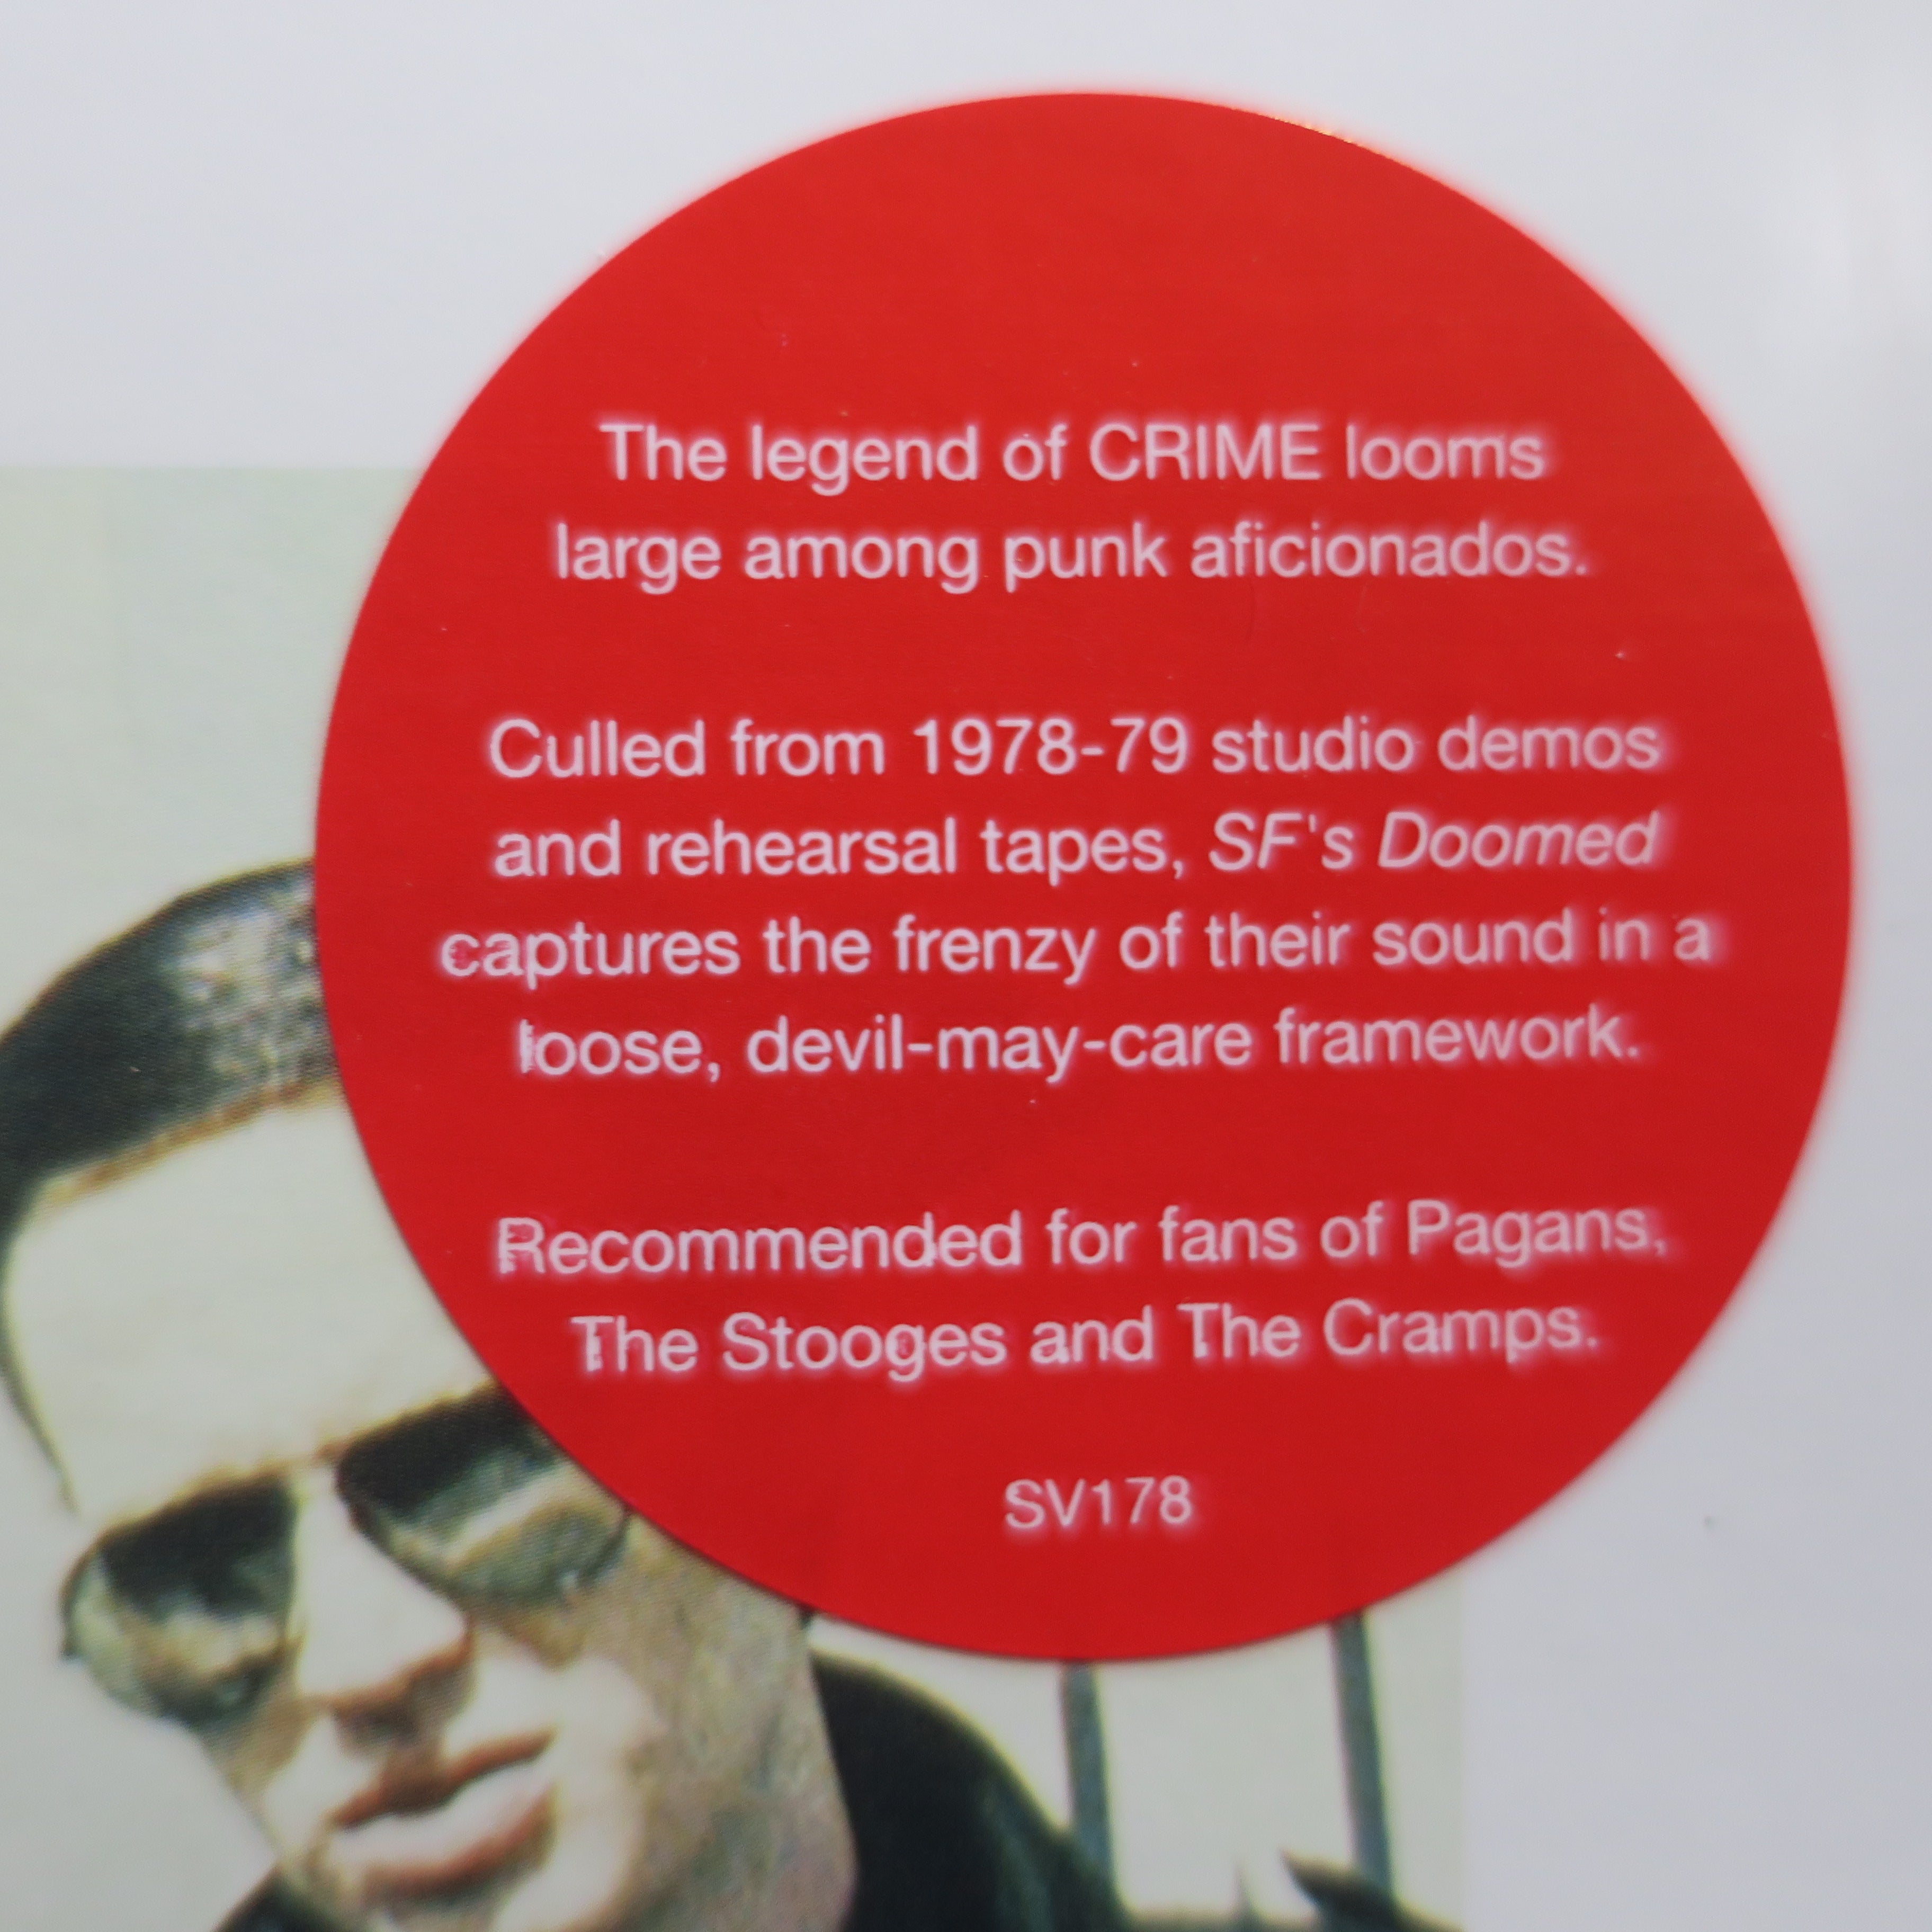 The legend of CRIME looms
large among punk aficionados.
Culled from 1978-79 studio demos
and rehearsal tapes, SF's Doomed
captures the frenzy of their sound in a
loose, devil-may-care framework.
Recommended for fans of Pagans,
The Stooges and The Cramps.
SV178